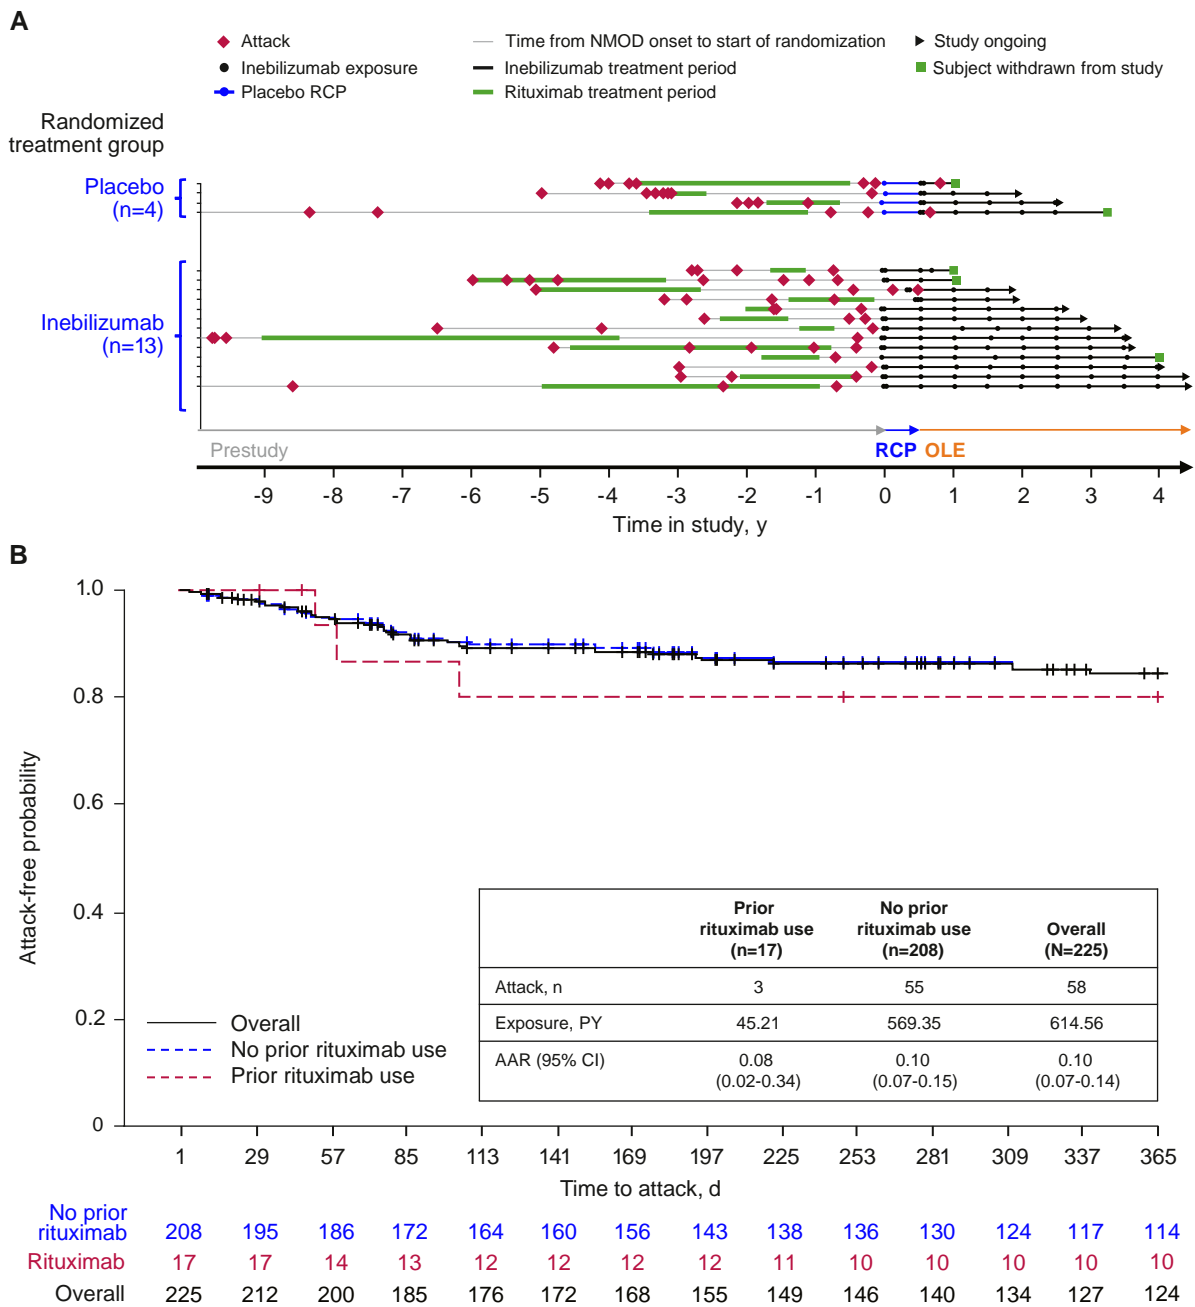 A
Attack
Time from NMOD onset to start of randomization
Study ongoing
Inebilizumab exposure
Inebilizumab treatment period
Subject withdrawn from study
Placebo RCP
Rituximab treatment period
Randomized
treatment group
Placebo
(n=4)
Inebilizumab
(n=13)
Prestudy
RCP
OLE
-9 -8 -7 -6 -5 -4 -3 -2 -1 0 1 2 3 4
Time in study, y
B
1.0
0.8
0.6
0.4
0.2
0
Attack-free probability
Overall
No prior rituximab use
Prior rituximab use
Prior
rituximab use
(n=17)
No prior
rituximab use
(n=208)
Overall
(N=225)
Attack, n 3 55 58
Exposure, PY 45.21 569.35 614.56
AAR (95% CI) 0.08 0.10 0.10
(0.02-0.34) (0.07-0.15) (0.07-0.14)
1 29 57 85 113 141 169 197 225 253 281 309 337 365
Time to attack, d
No prior
rituximab 208 195 186 172 164 160 156 143 138 136 130 124 117 114
Rituximab 17 17 14 13 12 12 12 12 11 10 10 10 10 10
Overall 225 212 200 185 176 172 168 155 149 146 140 134 127 124